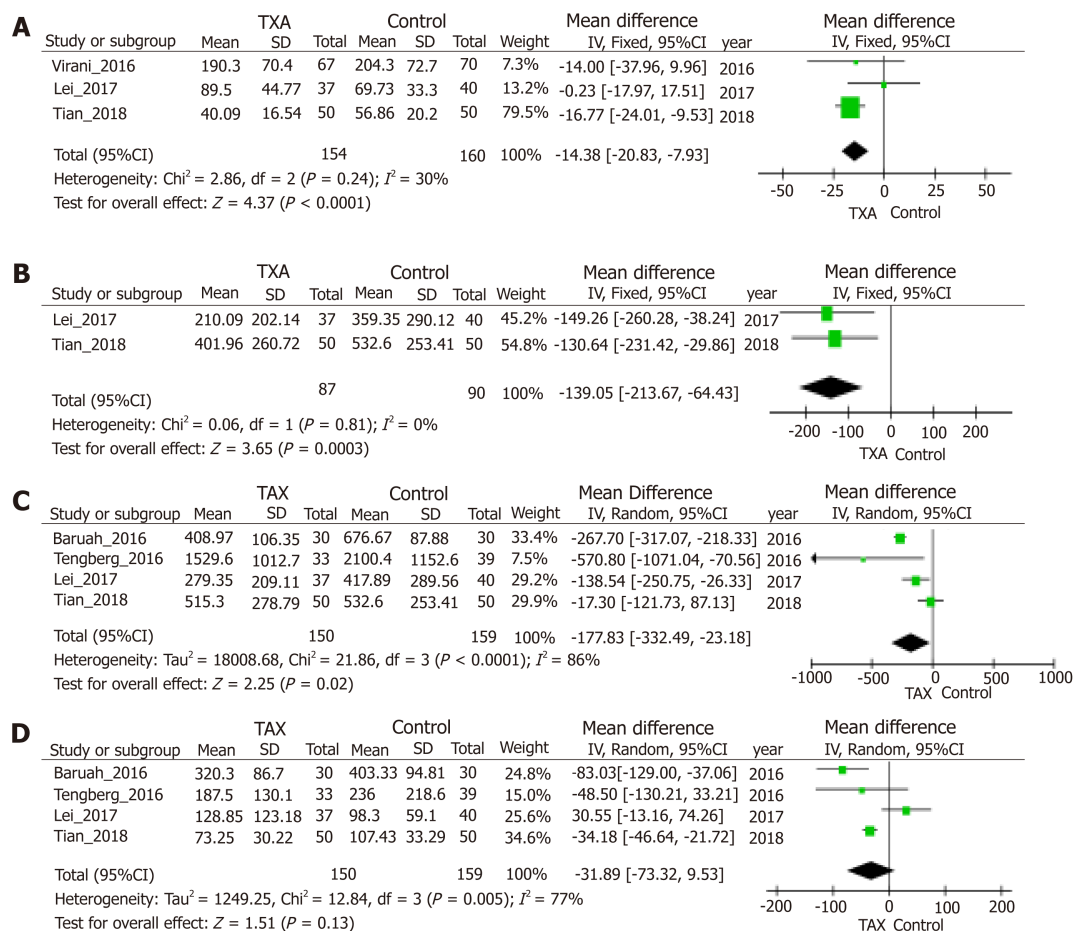 A
TXA Control Mean difference Mean difference
Study or subgroup Mean SD Total Mean SD Total Weight IV, Fixed, 95%CI year IV, Fixed, 95%CI
Virani_2016 190.3 70.4 67 204.3 72.7 70 7.3% -14.00 [-37.96, 9.96] 2016
Lei_2017 89.5 44.77 37 69.73 33.3 40 13.2% -0.23 [-17.97, 17.51] 2017
Tian_2018 40.09 16.54 50 56.86 20.2 50 79.5% -16.77 [-24.01, -9.53] 2018
Total (95%CI) 154 160 100% -14.38 [-20.83, -7.93]
Heterogeneity: Chi² = 2.86, df = 2 (P = 0.24); I² = 30%
Test for overall effect: Z = 4.37 (P < 0.0001)
-50 -25 0 25 50
TXA Control
B
TXA Control Mean difference Mean difference
Study or subgroup Mean SD Total Mean SD Total Weight IV, Fixed, 95%CI year IV, Fixed, 95%CI
Lei_2017 210.09 202.14 37 359.35 290.12 40 45.2% -149.26 [-260.28, -38.24] 2017
Tian_2018 401.96 260.72 50 532.6 253.41 50 54.8% -130.64 [-231.42, -29.86] 2018
Total (95%CI) 87 90 100% -139.05 [-213.67, -64.43]
Heterogeneity: Chi² = 0.06, df = 1 (P = 0.81); I² = 0%
Test for overall effect: Z = 3.65 (P = 0.0003)
-200 -100 0 100 200
TXA Control
C
TAX Control Mean Difference Mean difference
Study or subgroup Mean SD Total Mean SD Total Weight IV, Random, 95%CI year IV, Random, 95%CI
Baruah_2016 408.97 106.35 30 676.67 87.88 30 33.4% -267.70 [-317.07, -218.33] 2016
Tengberg_2016 1529.6 1012.7 33 2100.4 1152.6 39 7.5% -570.80 [-1071.04, -70.56] 2016
Lei_2017 279.35 209.11 37 417.89 289.56 40 29.2% -138.54 [-250.75, -26.33] 2017
Tian_2018 515.3 278.79 50 532.6 253.41 50 29.9% -17.30 [-121.73, 87.13] 2018
Total (95%CI) 150 159 100% -177.83 [-332.49, -23.18]
Heterogeneity: Tau² = 18008.68, Chi² = 21.86, df = 3 (P < 0.0001); I² = 86%
Test for overall effect: Z = 2.25 (P = 0.02)
-1000 -500 0 500 1000
TAX Control
D
TAX Control Mean difference Mean difference
Study or subgroup Mean SD Total Mean SD Total Weight IV, Random, 95%CI year IV, Random, 95%CI
Baruah_2016 320.3 86.7 30 403.33 94.81 30 24.8% -83.03[-129.00, -37.06] 2016
Tengberg_2016 187.5 130.1 33 236 218.6 39 15.0% -48.50 [-130.21, 33.21] 2016
Lei_2017 128.85 123.18 37 98.3 59.1 40 25.6% 30.55 [-13.16, 74.26] 2017
Tian_2018 73.25 30.22 50 107.43 33.29 50 34.6% -34.18 [-46.64, -21.72] 2018
Total (95%CI) 150 159 100% -31.89 [-73.32, 9.53]
Heterogeneity: Tau² = 1249.25, Chi² = 12.84, df = 3 (P = 0.005); I² = 77%
Test for overall effect: Z = 1.51 (P = 0.13)
-200 -100 0 100 200
TAX Control